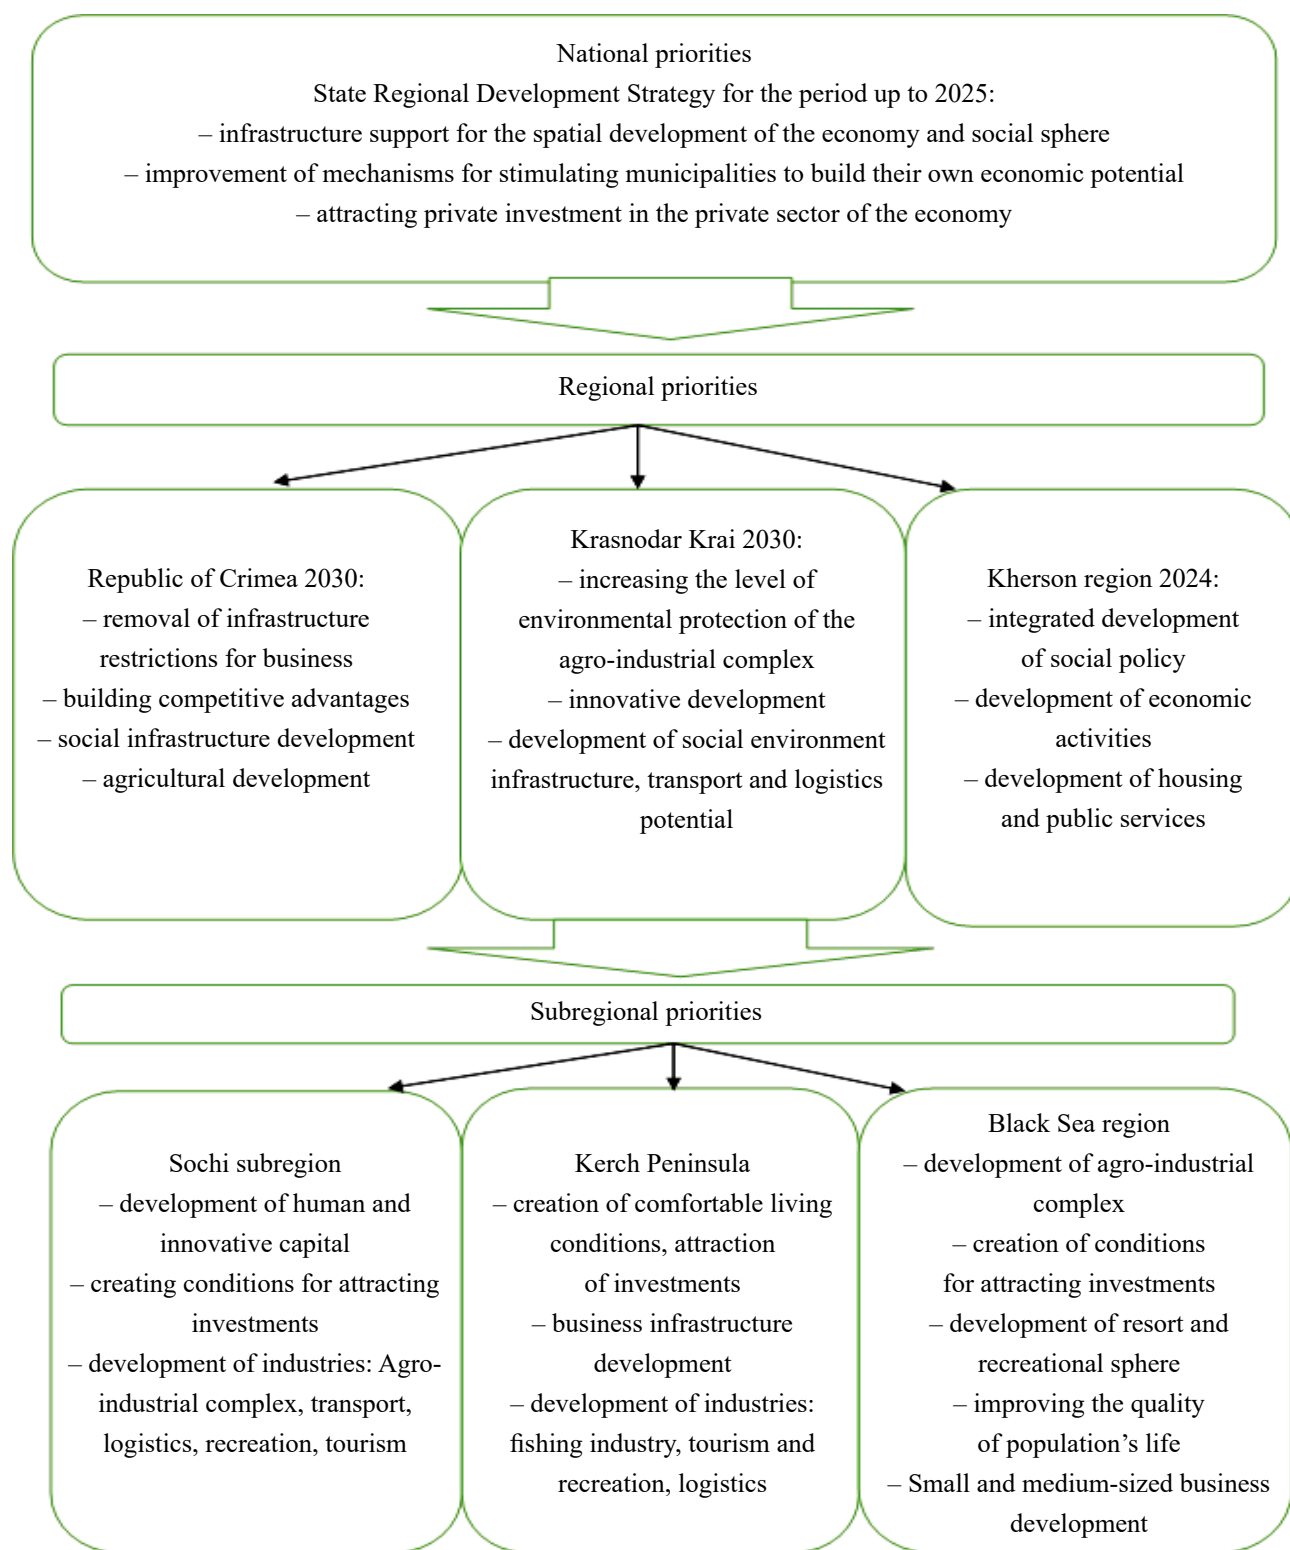 National priorities
State Regional Development Strategy for the period up to 2025:
– infrastructure support for the spatial development of the economy and social sphere
– improvement of mechanisms for stimulating municipalities to build their own economic potential
– attracting private investment in the private sector of the economy
Regional priorities
Republic of Crimea 2030:
– removal of infrastructure
restrictions for business
– building competitive advantages
– social infrastructure development
– agricultural development
Krasnodar Krai 2030:
– increasing the level of
environmental protection of the
agro-industrial complex
– innovative development
– development of social environment
infrastructure, transport and logistics
potential
Kherson region 2024:
– integrated development
of social policy
– development of economic
activities
– development of housing
and public services
Subregional priorities
Sochi subregion
– development of human and
innovative capital
– creating conditions for attracting
investments
– development of industries: Agro-
industrial complex, transport,
logistics, recreation, tourism
Kerch Peninsula
– creation of comfortable living
conditions, attraction
of investments
– business infrastructure
development
– development of industries:
fishing industry, tourism and
recreation, logistics
Black Sea region
– development of agro-industrial
complex
– creation of conditions
for attracting investments
– development of resort and
recreational sphere
– improving the quality
of population’s life
– Small and medium-sized business
development